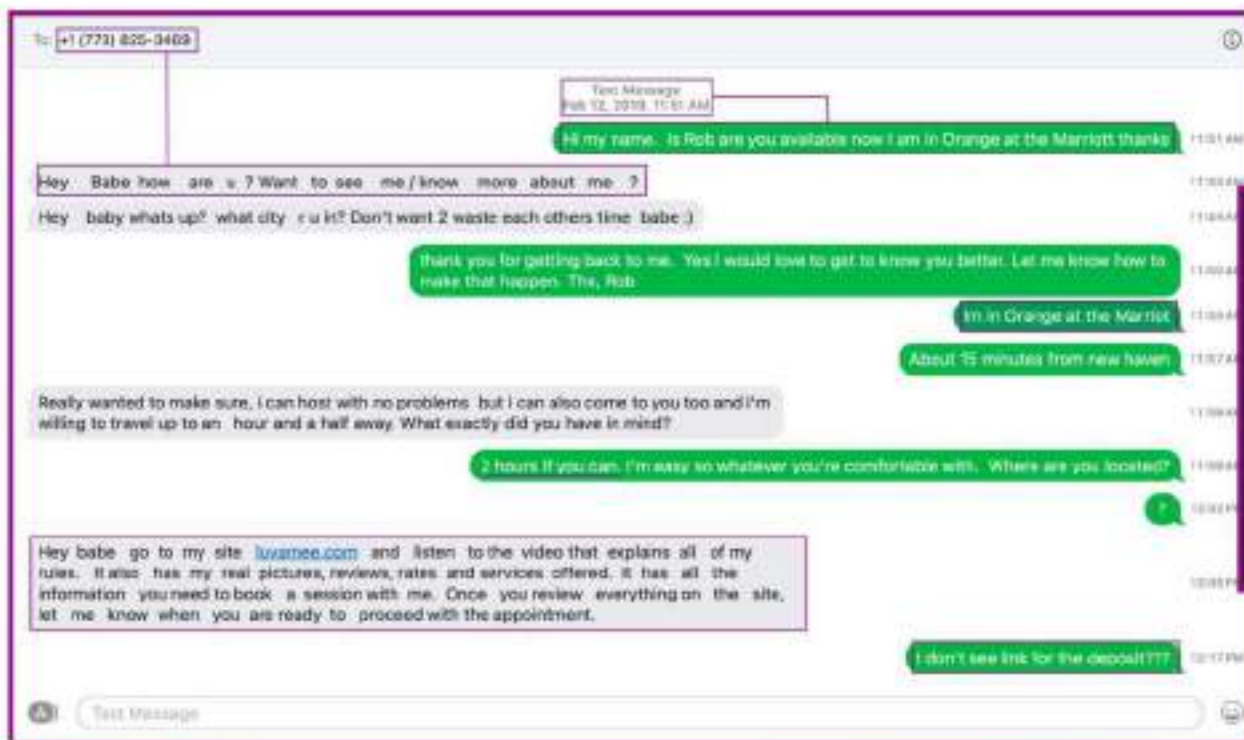 To: +1 (773) 825-3469
Text Message
Feb 12, 2019, 11:51 AM
Hi my name. Is Rob are you available now I am in Orange at the Marriott thanks
11:51 AM
Hey Babe how are u ? Want to see me / know more about me ?
Hey baby whats up? what city r u in? Don't want 2 waste each others time babe :)
thank you for getting back to me. Yes I would love to get to know you better. Let me know how to
make that happen. Thx, Rob
Im in Orange at the Marriot
About 15 minutes from new haven
Really wanted to make sure, i can host with no problems but i can also come to you too and I'm
willing to travel up to an hour and a half away. What exactly did you have in mind?
2 hours if you can. I'm easy so whatever you're comfortable with. Where are you located?
?
Hey babe go to my site luvamee.com and listen to the video that explains all of my
rules. It also has my real pictures, reviews, rates and services offered. It has all the
information you need to book a session with me. Once you review everything on the site,
let me know when you are ready to proceed with the appointment.
I don't see link for the deposit???
12:17 PM
Text Message